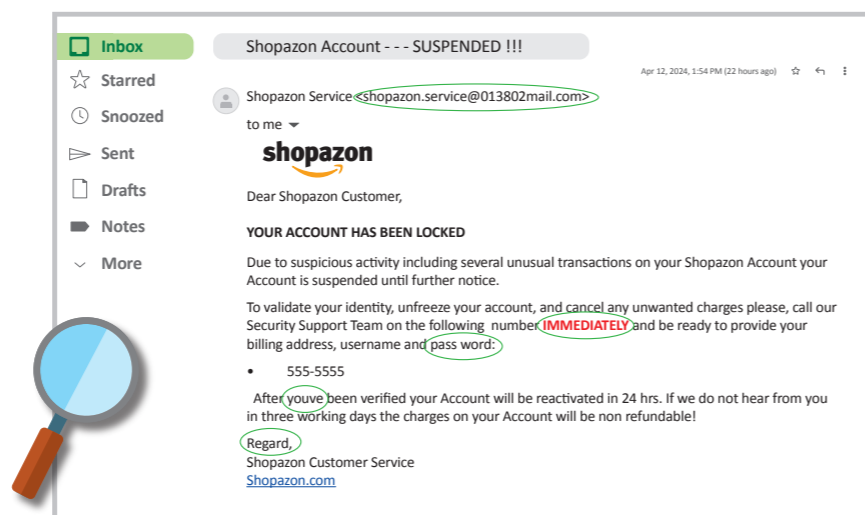 Inbox
Starred
Snoozed
Sent
Drafts
Notes
More
Shopazon Account - - - SUSPENDED !!!
Apr 12, 2024, 1:54 PM (22 hours ago)
Shopazon Service <shopazon.service@013802mail.com>
to me
shopazon
Dear Shopazon Customer,
YOUR ACCOUNT HAS BEEN LOCKED
Due to suspicious activity including several unusual transactions on your Shopazon Account your
Account is suspended until further notice.
To validate your identity, unfreeze your account, and cancel any unwanted charges please, call our
Security Support Team on the following number IMMEDIATELY and be ready to provide your
billing address, username and pass word:
• 555-5555
After youve been verified your Account will be reactivated in 24 hrs. If we do not hear from you
in three working days the charges on your Account will be non refundable!
Regard,
Shopazon Customer Service
Shopazon.com